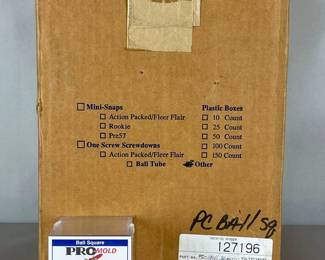 Mini-Snaps
Action Packed/Fleer Flair
Rookie
Pre57
One Screw Screwdowns
Action Packed/Fleer Flair
Ball Tube
Other
Plastic Boxes
10 Count
25 Count
50 Count
100 Count
150 Count
PC BAll Sq
127196
Ball Square
PRO MOLD